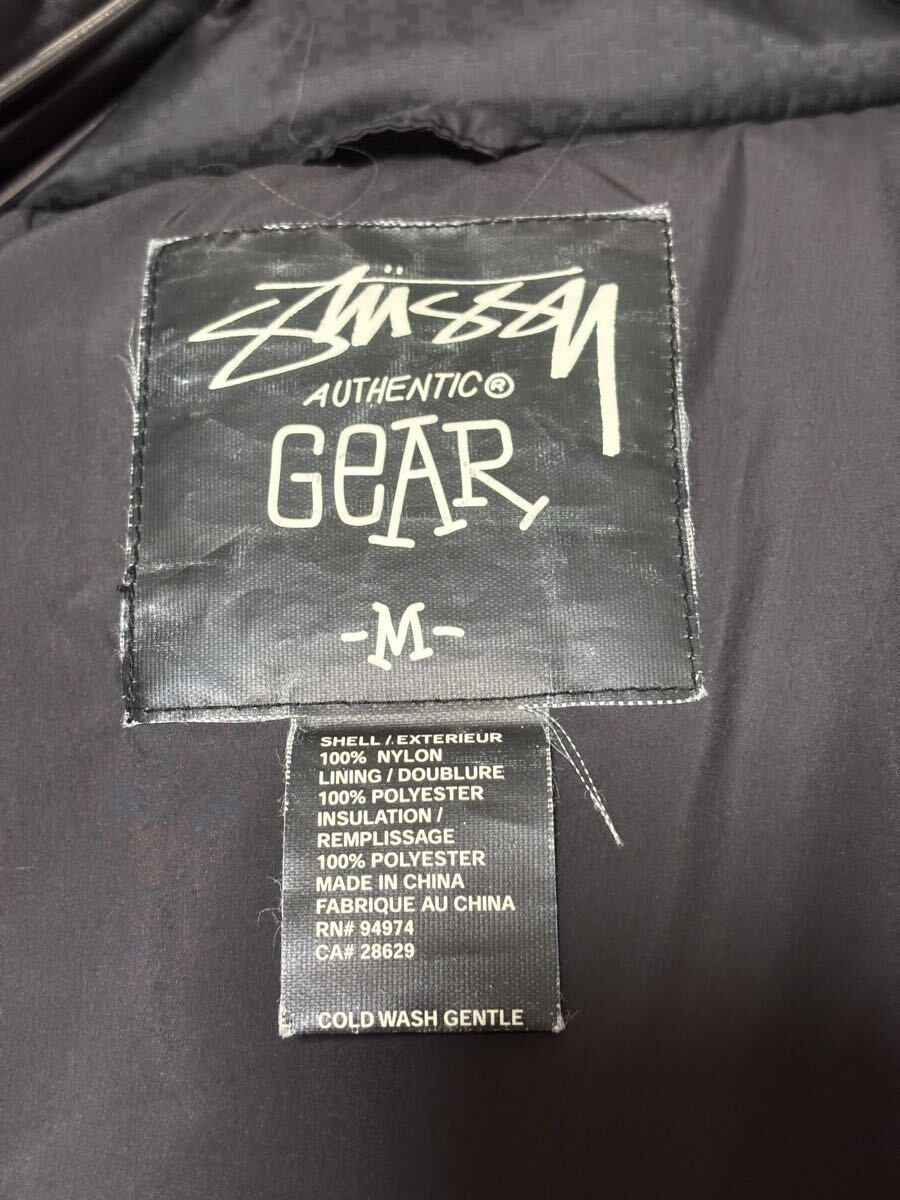 Stüssy
AUTHENTIC®
GeAR
-M-
SHELL / EXTERIEUR
100% NYLON
LINING / DOUBLURE
100% POLYESTER
INSULATION /
REMPLISSAGE
100% POLYESTER
MADE IN CHINA
FABRIQUE AU CHINA
RN# 94974
CA# 28629
COLD WASH GENTLE